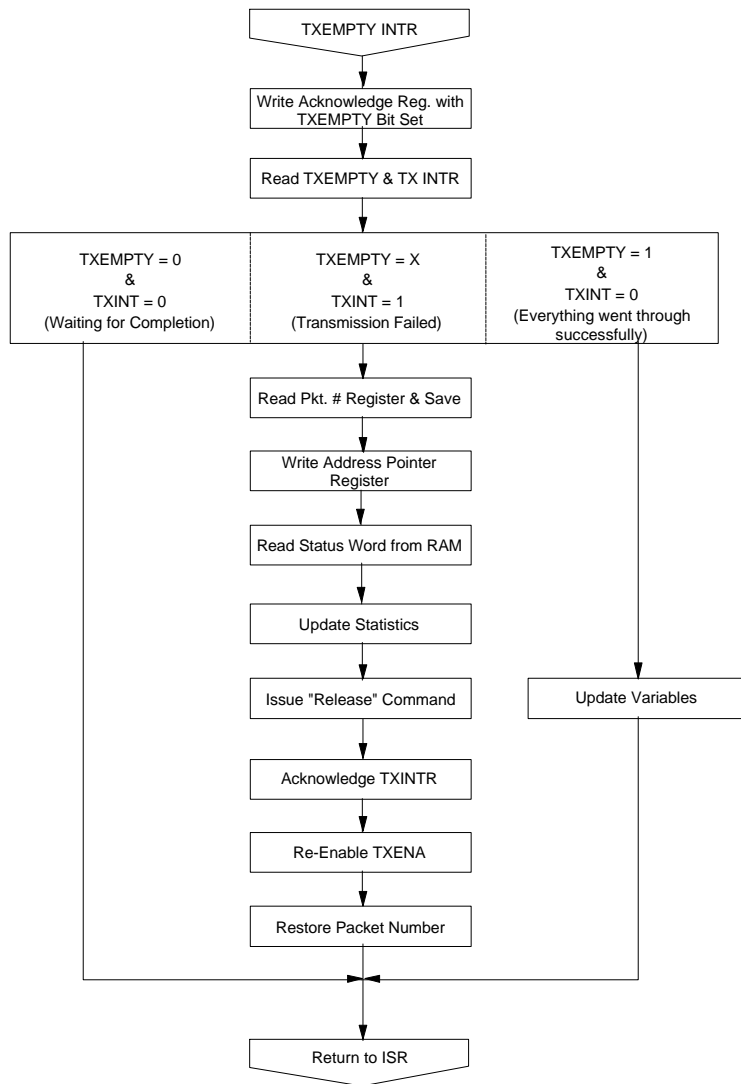 TXEMPTY INTR
Write Acknowledge Reg. with
TXEMPTY Bit Set
Read TXEMPTY & TX INTR
TXEMPTY = 0
&
TXINT = 0
(Waiting for Completion)
TXEMPTY = X
&
TXINT = 1
(Transmission Failed)
TXEMPTY = 1
&
TXINT = 0
(Everything went through
successfully)
Read Pkt. # Register & Save
Write Address Pointer
Register
Read Status Word from RAM
Update Statistics
Issue "Release" Command
Update Variables
Acknowledge TXINTR
Re-Enable TXENA
Restore Packet Number
Return to ISR